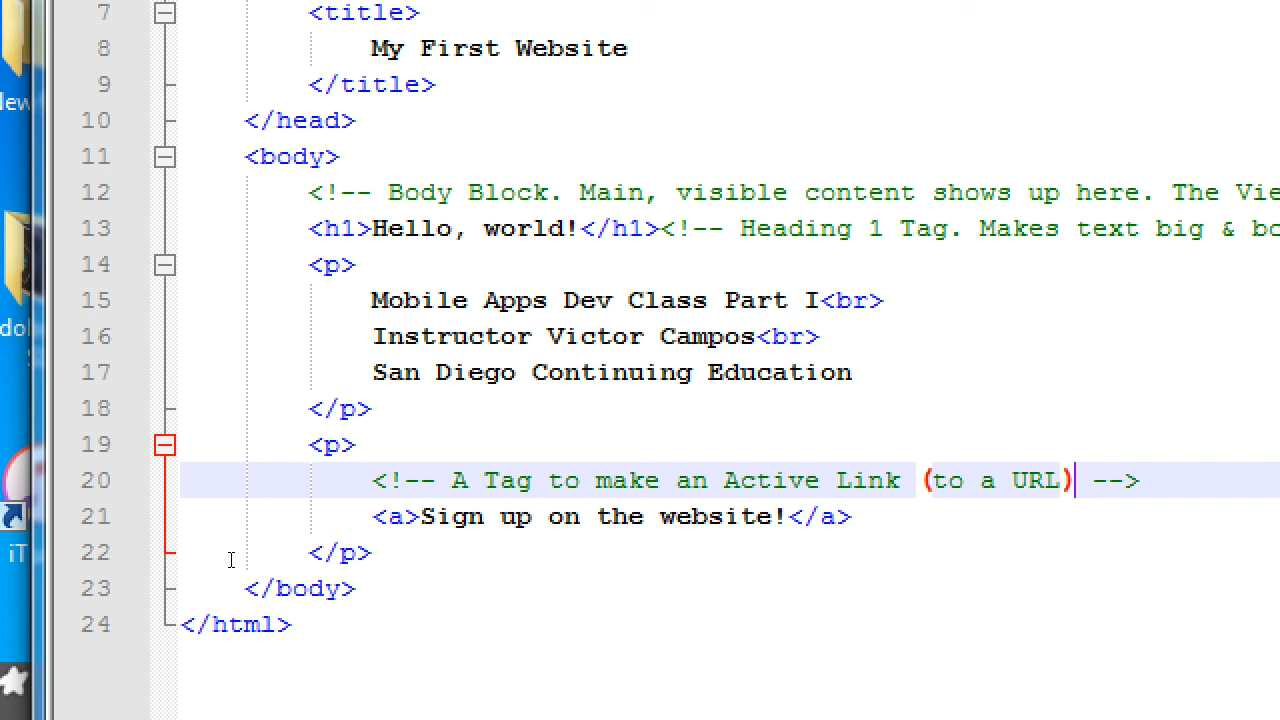 7 <title>
8 My First Website
9 </title>
10 </head>
11 <body>
12 <!-- Body Block. Main, visible content shows up here. The
13 <h1>Hello, world!</h1><!-- Heading 1 Tag. Makes text big &
14 <p>
15 Mobile Apps Dev Class Part I<br>
16 Instructor Victor Campos<br>
17 San Diego Continuing Education
18 </p>
19 <p>
20 <!-- A Tag to make an Active Link (to a URL) -->
21 <a>Sign up on the website!</a>
22 </p>
23 </body>
24 </html>